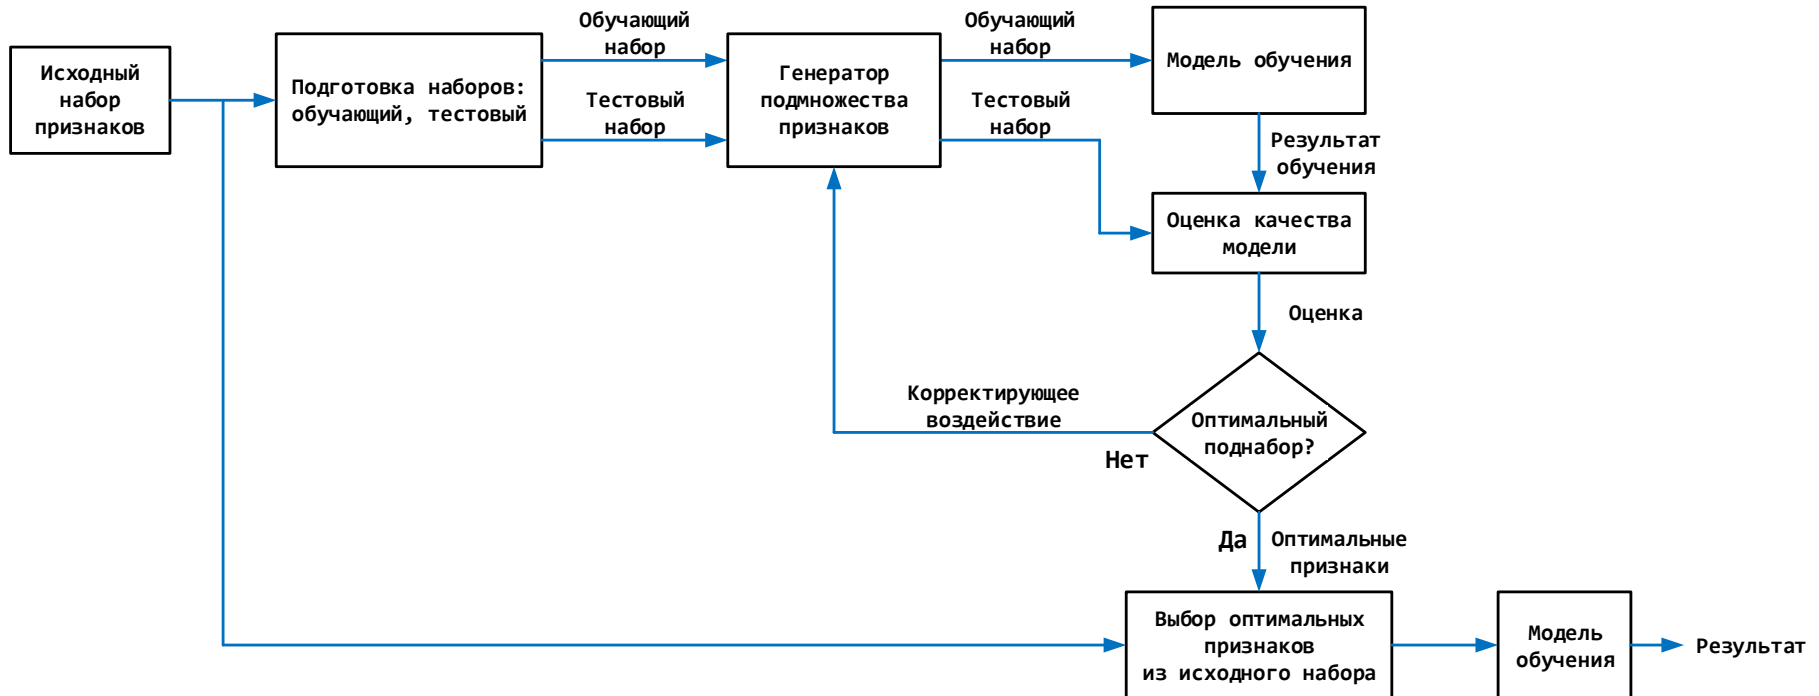 Исходный
набор
признаков
Подготовка наборов:
обучающий, тестовый
Обучающий
набор
Тестовый
набор
Генератор
подмножества
признаков
Обучающий
набор
Тестовый
набор
Модель обучения
Результат
обучения
Оценка качества
модели
Оценка
Оптимальный
поднабор?
Корректирующее
воздействие
Нет
Да
Оптимальные
признаки
Выбор оптимальных
признаков
из исходного набора
Модель
обучения
Результат